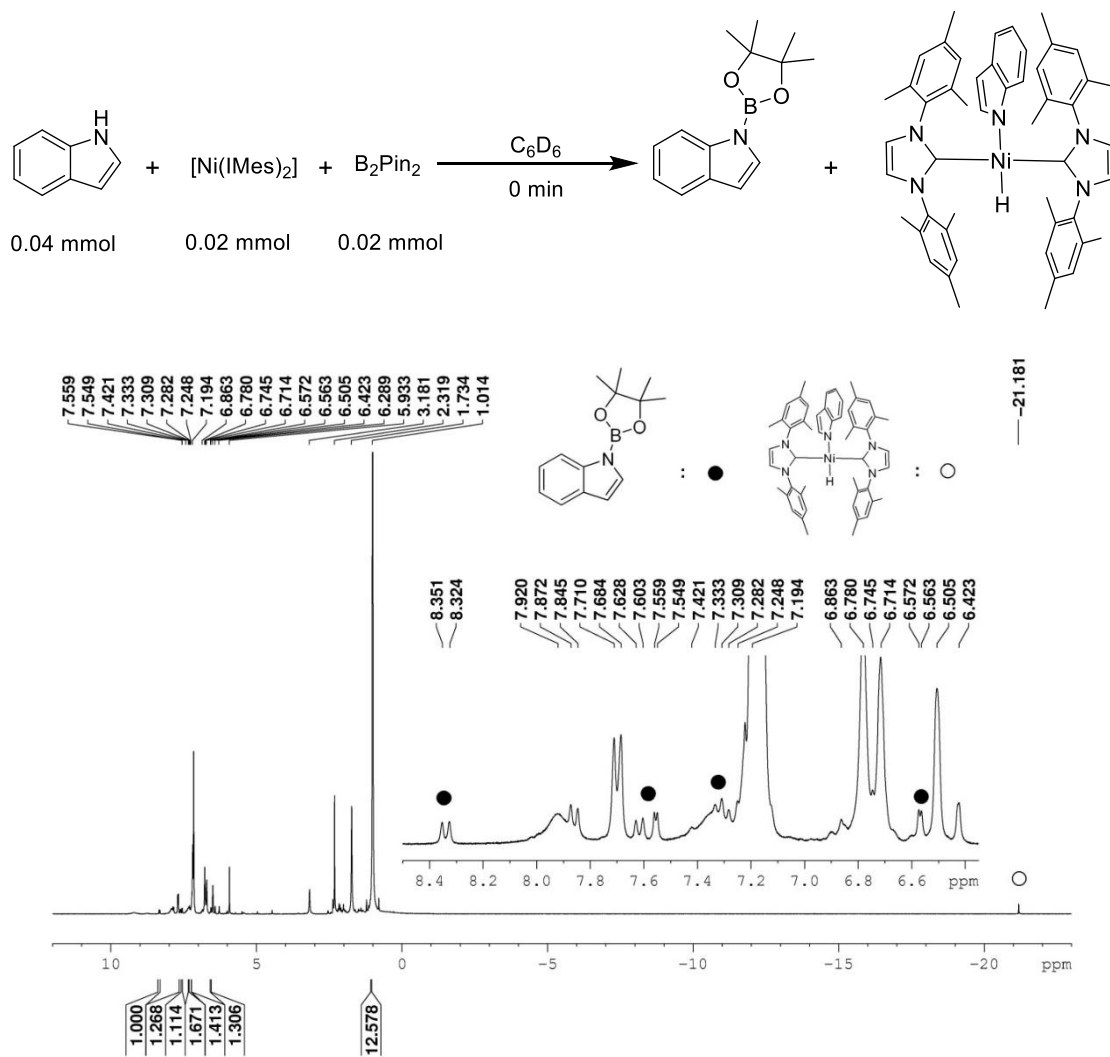 H
N
+
[Ni(IMes)2]
+
B2Pin2
C6D6
0 min
O
B
O
N
+
N
N
N
Ni
H
N
N
0.04 mmol
0.02 mmol
0.02 mmol
7.559
7.549
7.421
7.333
7.309
7.282
7.248
7.194
6.863
6.780
6.745
6.714
6.572
6.563
6.505
6.423
6.289
5.933
3.181
2.319
1.734
1.014
-21.181
O
B
O
N
:
N
N
N
Ni
H
N
N
:
8.351
8.324
7.920
7.872
7.845
7.710
7.684
7.628
7.603
7.559
7.549
7.421
7.333
7.309
7.282
7.248
7.194
6.863
6.780
6.745
6.714
6.572
6.563
6.505
6.423
8.4 8.2 8.0 7.8 7.6 7.4 7.2 7.0 6.8 6.6 ppm
10 5 0 -5 -10 -15 -20 ppm
1.000
1.268
1.114
1.671
1.413
1.306
12.578